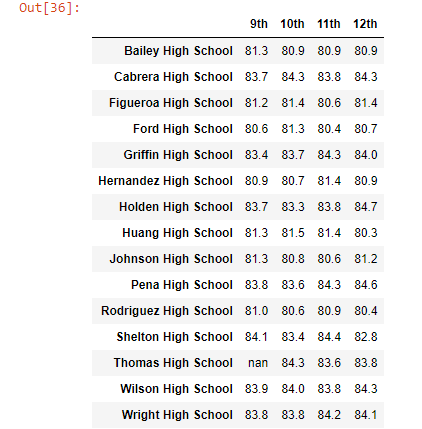 Out[36]:
9th 10th 11th 12th
Bailey High School 81.3 80.9 80.9 80.9
Cabrera High School 83.7 84.3 83.8 84.3
Figueroa High School 81.2 81.4 80.6 81.4
Ford High School 80.6 81.3 80.4 80.7
Griffin High School 83.4 83.7 84.3 84.0
Hernandez High School 80.9 80.7 81.4 80.9
Holden High School 83.7 83.3 83.8 84.7
Huang High School 81.3 81.5 81.4 80.3
Johnson High School 81.3 80.8 80.6 81.2
Pena High School 83.8 83.6 84.3 84.6
Rodriguez High School 81.0 80.6 80.9 80.4
Shelton High School 84.1 83.4 84.4 82.8
Thomas High School nan 84.3 83.6 83.8
Wilson High School 83.9 84.0 83.8 84.3
Wright High School 83.8 83.8 84.2 84.1